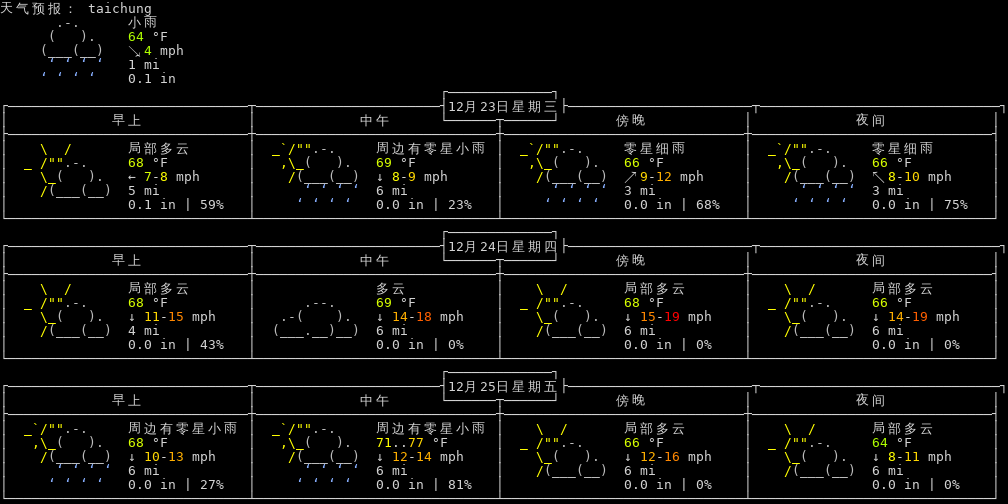 天气预报： taichung
小雨
64 °F
↘ 4 mph
1 mi
0.1 in
12月23日星期三
早上 中午 傍晚 夜间
局部多云 周边有零星小雨 零星细雨 零星细雨
68 °F 69 °F 66 °F 66 °F
← 7-8 mph ↓ 8-9 mph ↗ 9-12 mph ↖ 8-10 mph
5 mi 6 mi 3 mi 3 mi
0.1 in | 59% 0.0 in | 23% 0.0 in | 68% 0.0 in | 75%
12月24日星期四
早上 中午 傍晚 夜间
局部多云 多云 局部多云 局部多云
68 °F 69 °F 68 °F 66 °F
↓ 11-15 mph ↓ 14-18 mph ↓ 15-19 mph ↓ 14-19 mph
4 mi 6 mi 6 mi 6 mi
0.0 in | 43% 0.0 in | 0% 0.0 in | 0% 0.0 in | 0%
12月25日星期五
早上 中午 傍晚 夜间
周边有零星小雨 周边有零星小雨 局部多云 局部多云
68 °F 71..77 °F 66 °F 64 °F
↓ 10-13 mph ↓ 12-14 mph ↓ 12-16 mph ↓ 8-11 mph
6 mi 6 mi 6 mi 6 mi
0.0 in | 27% 0.0 in | 81% 0.0 in | 0% 0.0 in | 0%